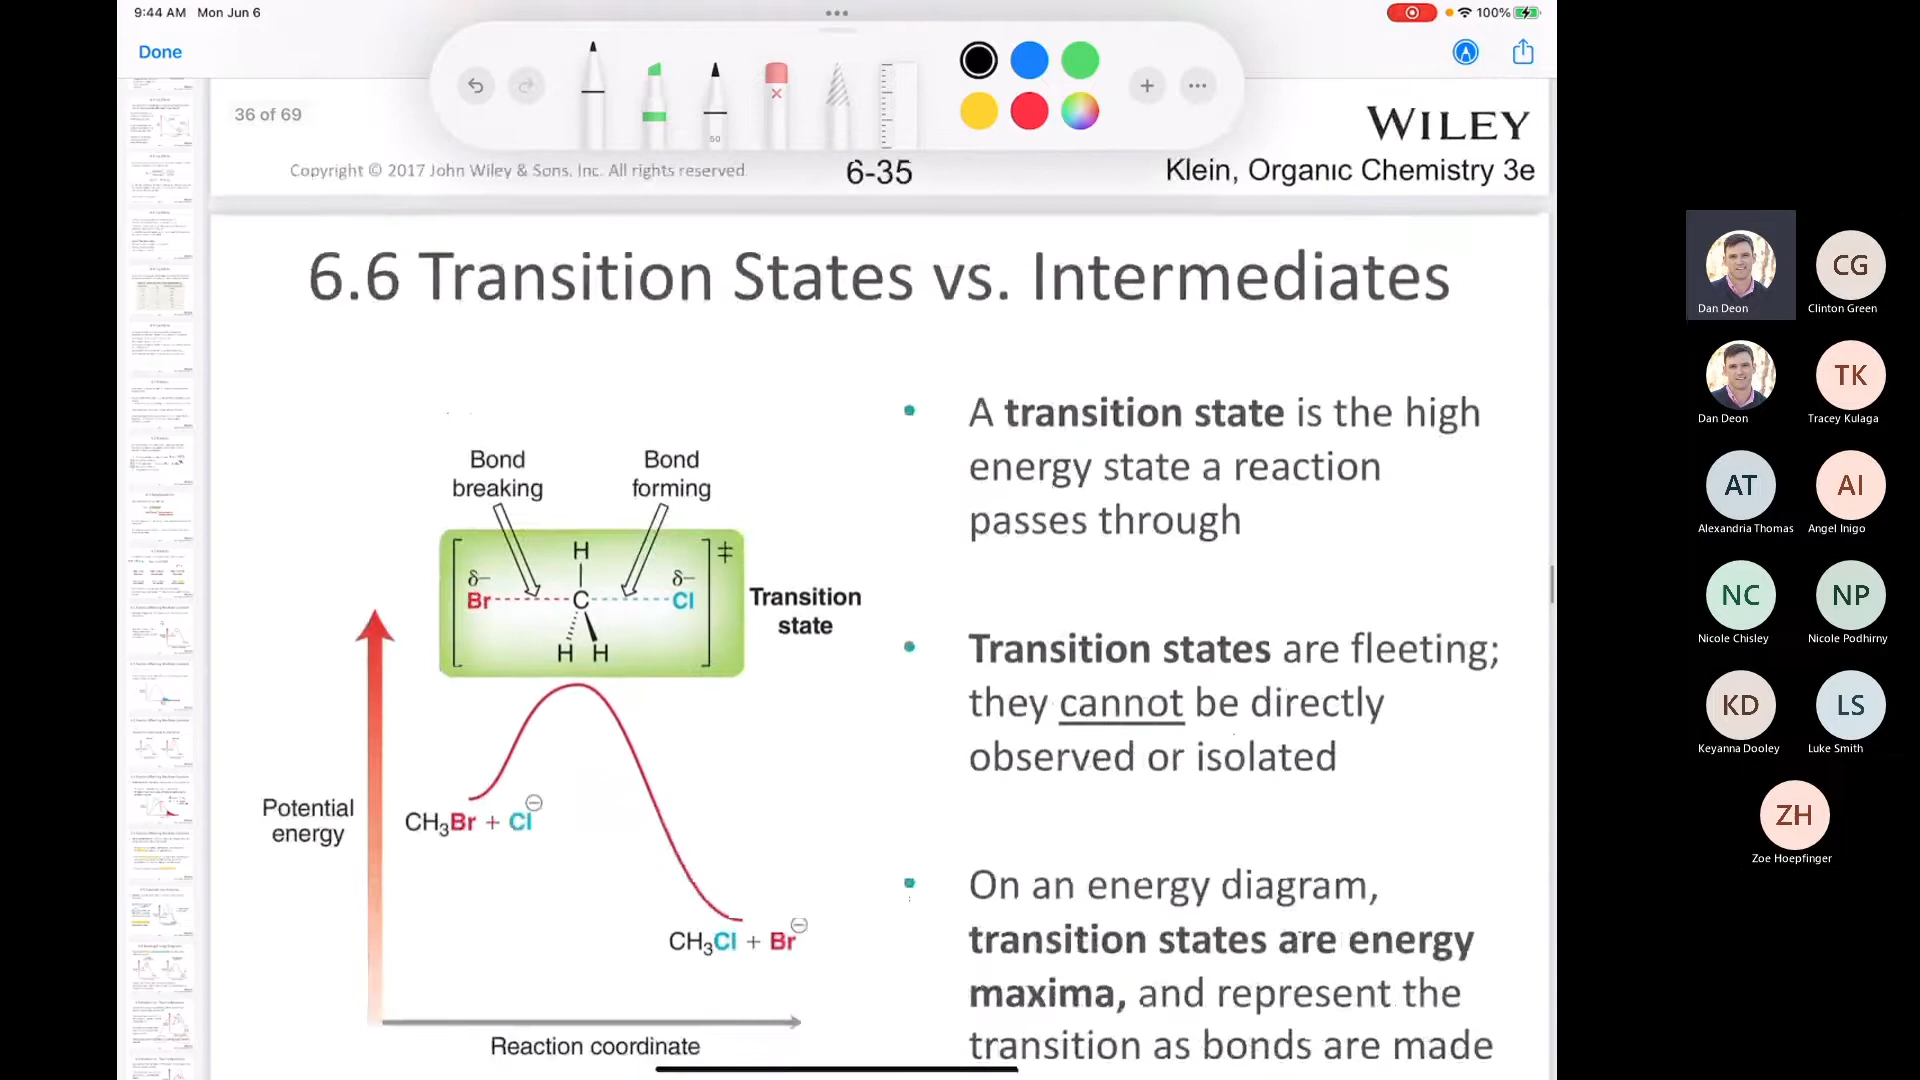 9:44 AM Mon Jun 6
100%
Done
50
36 of 69
WILEY
Copyright © 2017 John Wiley & Sons, Inc. All rights reserved
6-35
Klein, Organic Chemistry 3e
6.6 Transition States vs. Intermediates
Bond
breaking
Bond
forming
H
δ– δ–
Br C Cl
H H
‡
Transition
state
Potential
energy
CH₃Br + Cl⊖
CH₃Cl + Br⊖
Reaction coordinate
• A transition state is the high
energy state a reaction
passes through
• Transition states are fleeting;
they cannot be directly
observed or isolated
• On an energy diagram,
transition states are energy
maxima, and represent the
transition as bonds are made
Dan Deon
CG
Clinton Green
Dan Deon
TK
Tracey Kulaga
AT
Alexandria Thomas
AI
Angel Inigo
NC
Nicole Chisley
NP
Nicole Podhirny
KD
Keyanna Dooley
LS
Luke Smith
ZH
Zoe Hoepfinger